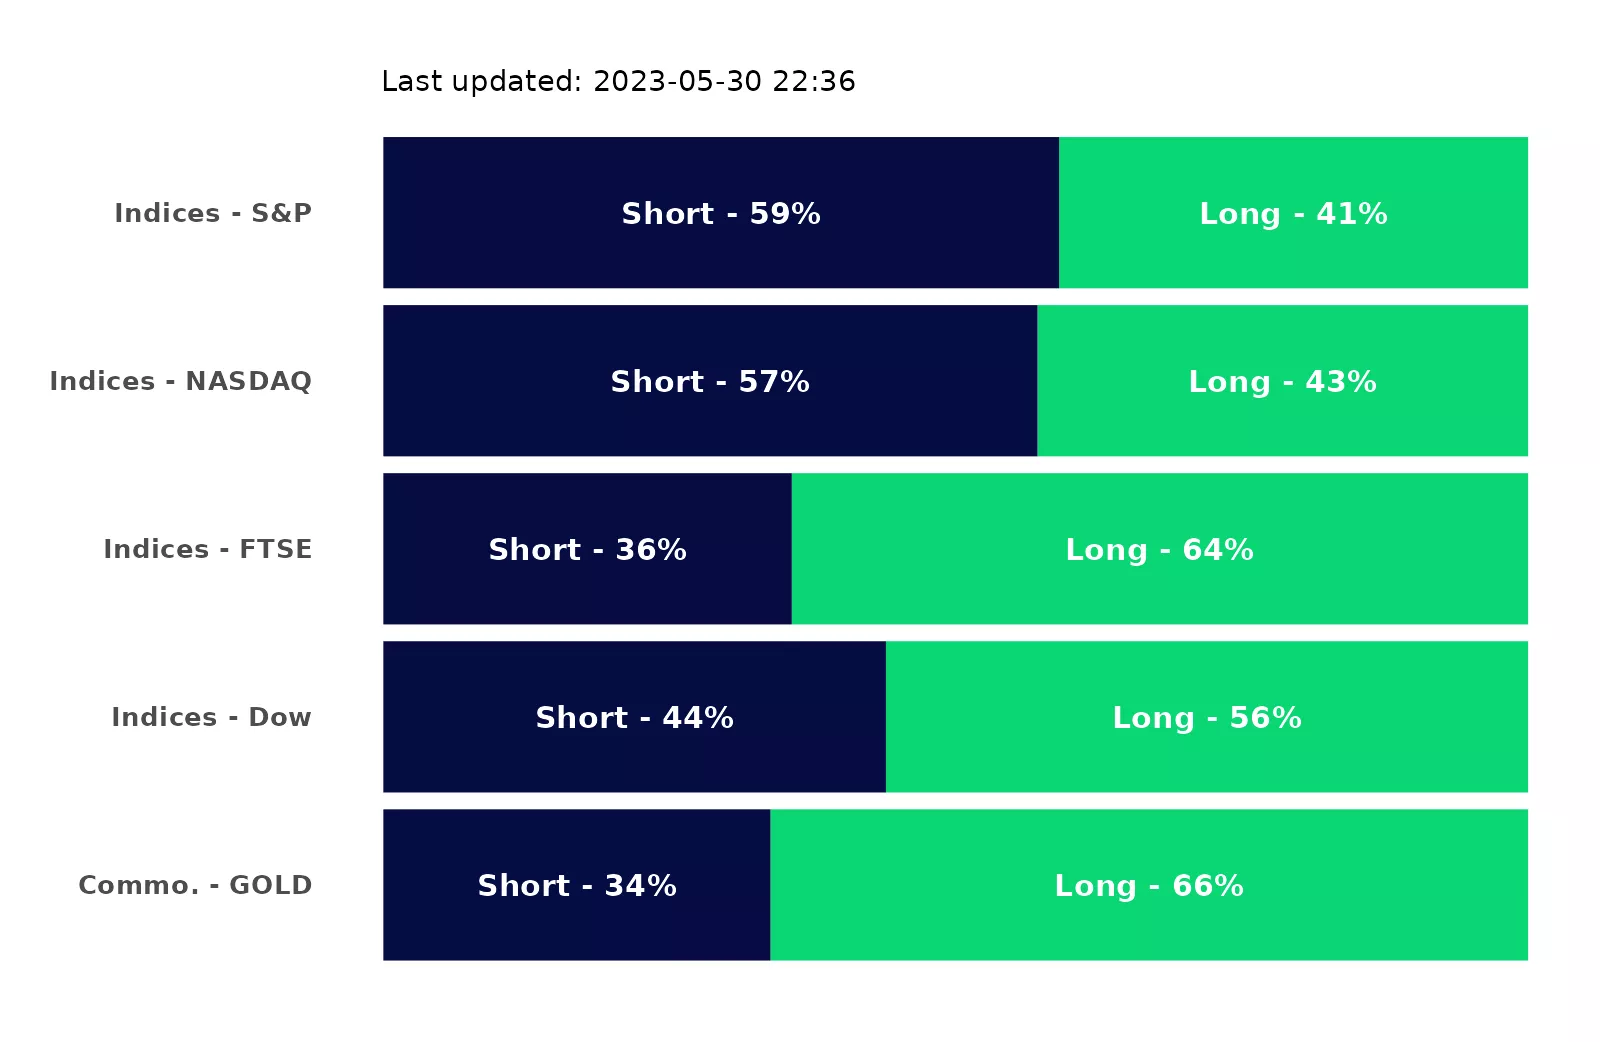 Last updated: 2023-05-30 22:36
Indices - S&P
Short - 59%
Long - 41%
Indices - NASDAQ
Short - 57%
Long - 43%
Indices - FTSE
Short - 36%
Long - 64%
Indices - Dow
Short - 44%
Long - 56%
Commo. - GOLD
Short - 34%
Long - 66%